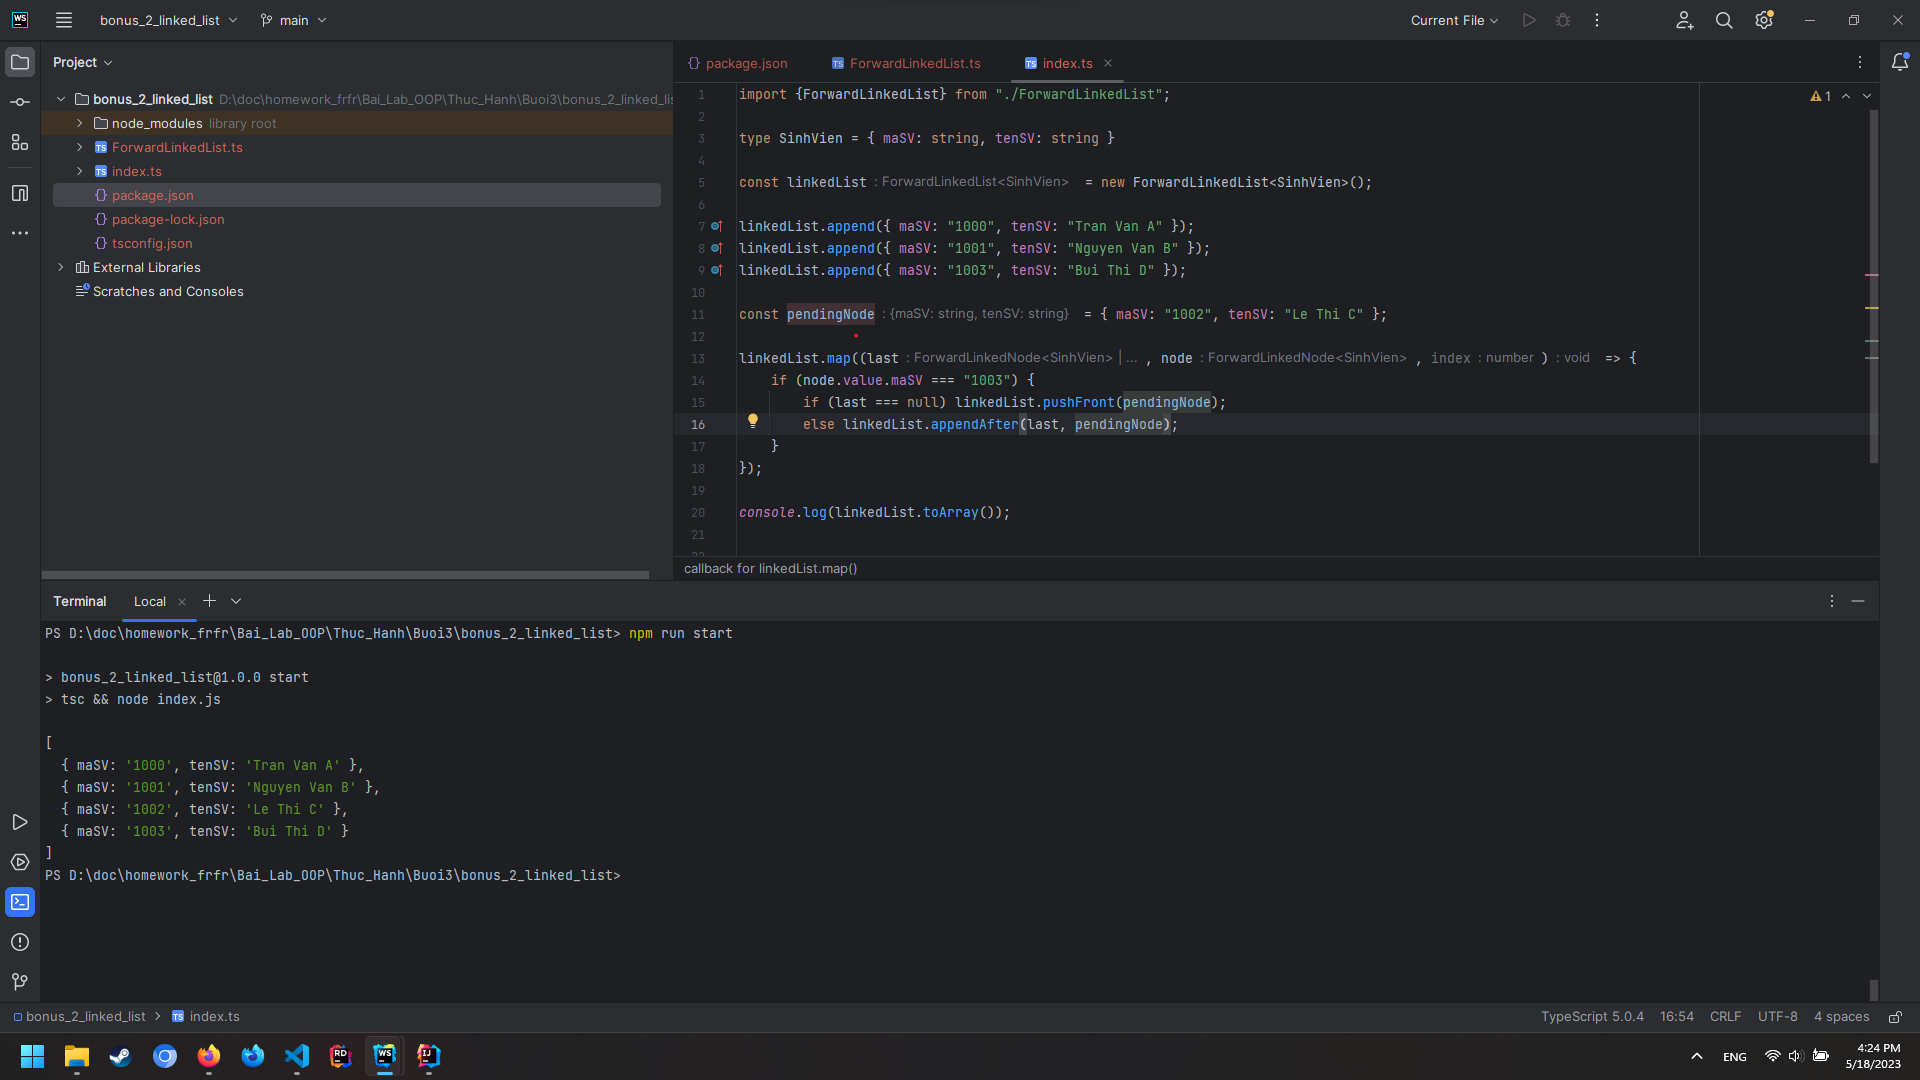 WS bonus_2_linked_list main Current File
Project
bonus_2_linked_list D:\doc\homework_frfr\Bai_Lab_OOP\Thuc_Hanh\Buoi3\bonus_2_linked_lis
node_modules library root
TS ForwardLinkedList.ts
TS index.ts
{} package.json
{} package-lock.json
{} tsconfig.json
External Libraries
Scratches and Consoles
{} package.json TS ForwardLinkedList.ts TS index.ts ×
1
1 import {ForwardLinkedList} from "./ForwardLinkedList";
2
3 type SinhVien = { maSV: string, tenSV: string }
4
5 const linkedList : ForwardLinkedList<SinhVien> = new ForwardLinkedList<SinhVien>();
6
7 linkedList.append({ maSV: "1000", tenSV: "Tran Van A" });
8 linkedList.append({ maSV: "1001", tenSV: "Nguyen Van B" });
9 linkedList.append({ maSV: "1003", tenSV: "Bui Thi D" });
10
11 const pendingNode : {maSV: string, tenSV: string} = { maSV: "1002", tenSV: "Le Thi C" };
12
13 linkedList.map((last : ForwardLinkedNode<SinhVien> | ... , node : ForwardLinkedNode<SinhVien> , index : number ) : void => {
14 if (node.value.maSV === "1003") {
15 if (last === null) linkedList.pushFront(pendingNode);
16 else linkedList.appendAfter(last, pendingNode);
17 }
18 });
19
20 console.log(linkedList.toArray());
21
22
callback for linkedList.map()
Terminal Local ×
PS D:\doc\homework_frfr\Bai_Lab_OOP\Thuc_Hanh\Buoi3\bonus_2_linked_list> npm run start
> bonus_2_linked_list@1.0.0 start
> tsc && node index.js
[
{ maSV: '1000', tenSV: 'Tran Van A' },
{ maSV: '1001', tenSV: 'Nguyen Van B' },
{ maSV: '1002', tenSV: 'Le Thi C' },
{ maSV: '1003', tenSV: 'Bui Thi D' }
]
PS D:\doc\homework_frfr\Bai_Lab_OOP\Thuc_Hanh\Buoi3\bonus_2_linked_list>
bonus_2_linked_list > TS index.ts TypeScript 5.0.4 16:54 CRLF UTF-8 4 spaces
RD WS IJ ENG 4:24 PM
5/18/2023